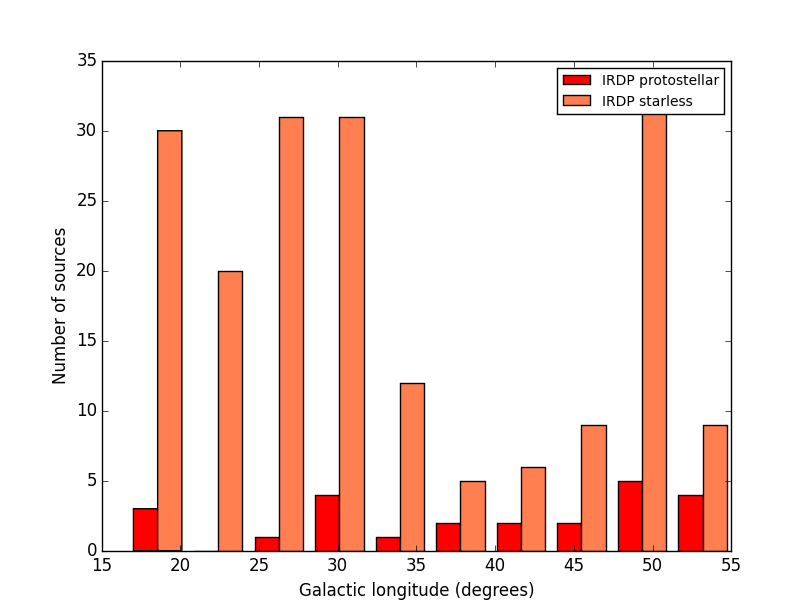 35
30
25
20
15
10
5
0
Number of sources
IRDP protostellar
IRDP starless
15 20 25 30 35 40 45 50 55
Galactic longitude (degrees)